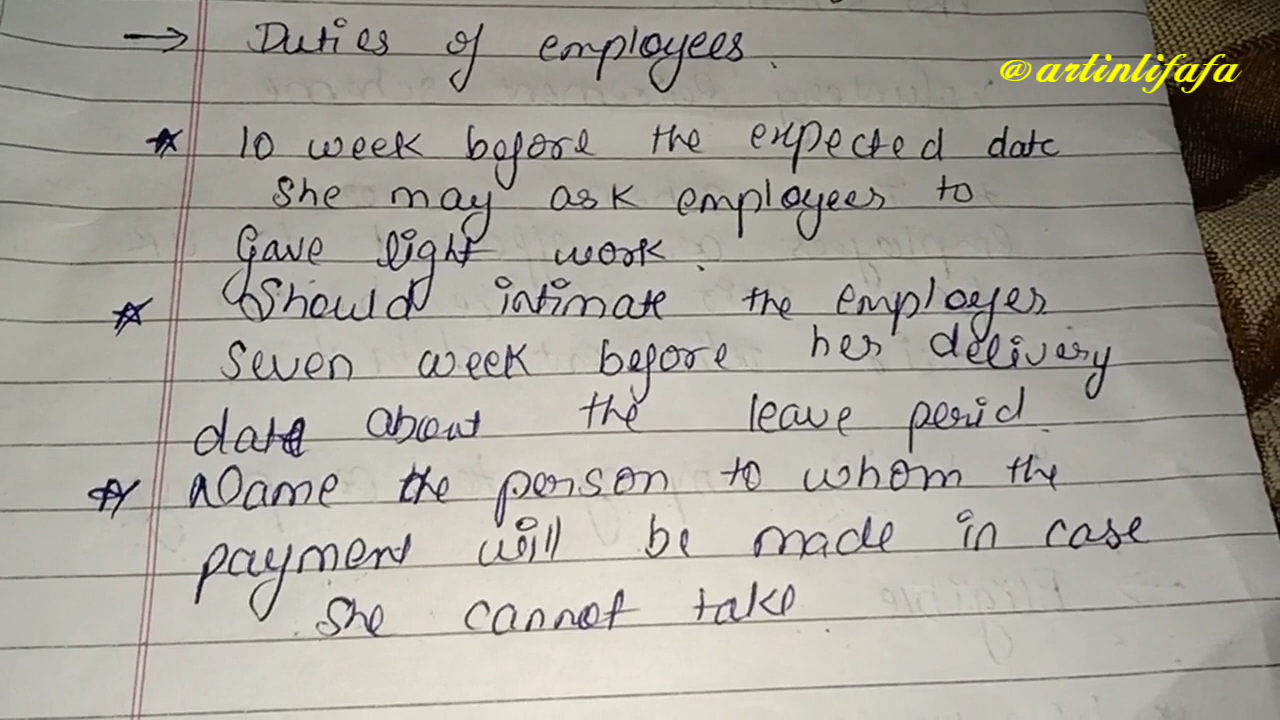 → Duties of employees.
@artinlifafa
☆ 10 week before the expected date
she may ask employees to
Gave light work.
☆ Should intimate the employer
Seven week before her delivery
date about the leave perid.
☆ Name the person to whom the
payment will be made in case
she cannot take